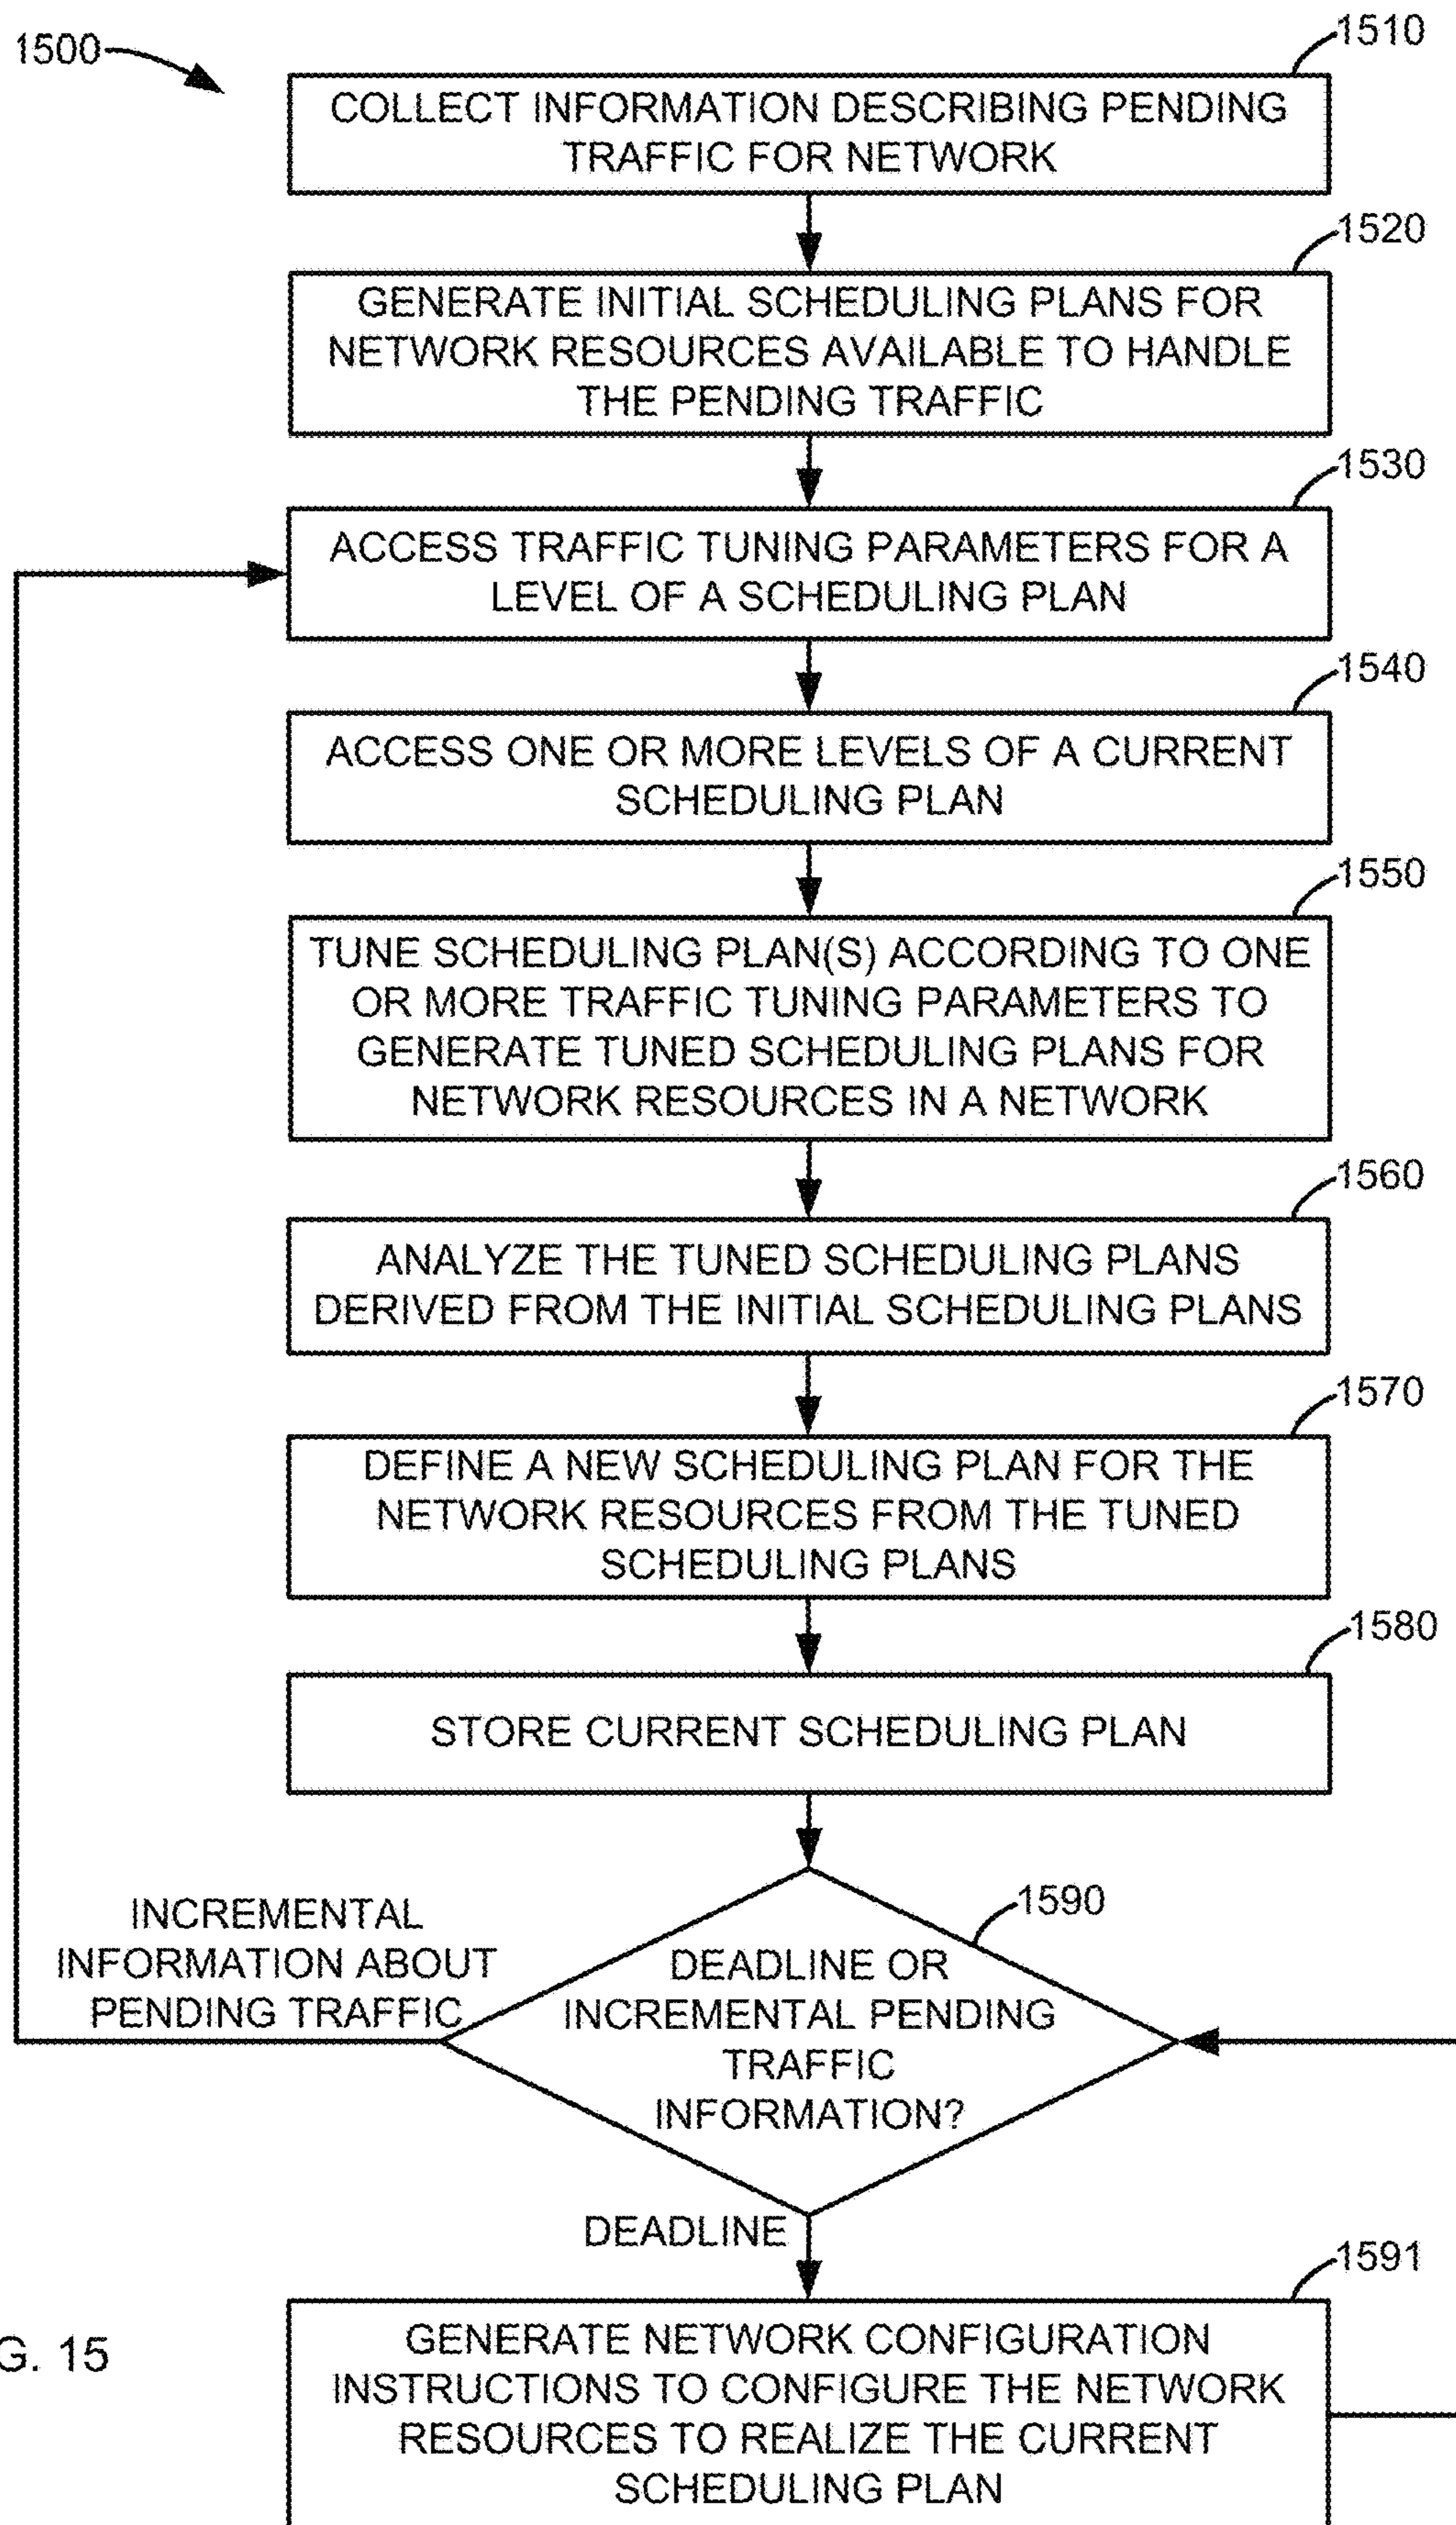 1500
1510
COLLECT INFORMATION DESCRIBING PENDING
TRAFFIC FOR NETWORK
1520
GENERATE INITIAL SCHEDULING PLANS FOR
NETWORK RESOURCES AVAILABLE TO HANDLE
THE PENDING TRAFFIC
1530
ACCESS TRAFFIC TUNING PARAMETERS FOR A
LEVEL OF A SCHEDULING PLAN
1540
ACCESS ONE OR MORE LEVELS OF A CURRENT
SCHEDULING PLAN
1550
TUNE SCHEDULING PLAN(S) ACCORDING TO ONE
OR MORE TRAFFIC TUNING PARAMETERS TO
GENERATE TUNED SCHEDULING PLANS FOR
NETWORK RESOURCES IN A NETWORK
1560
ANALYZE THE TUNED SCHEDULING PLANS
DERIVED FROM THE INITIAL SCHEDULING PLANS
1570
DEFINE A NEW SCHEDULING PLAN FOR THE
NETWORK RESOURCES FROM THE TUNED
SCHEDULING PLANS
1580
STORE CURRENT SCHEDULING PLAN
1590
INCREMENTAL
INFORMATION ABOUT
PENDING TRAFFIC
DEADLINE OR
INCREMENTAL PENDING
TRAFFIC
INFORMATION?
DEADLINE
1591
GENERATE NETWORK CONFIGURATION
INSTRUCTIONS TO CONFIGURE THE NETWORK
RESOURCES TO REALIZE THE CURRENT
SCHEDULING PLAN
G. 15